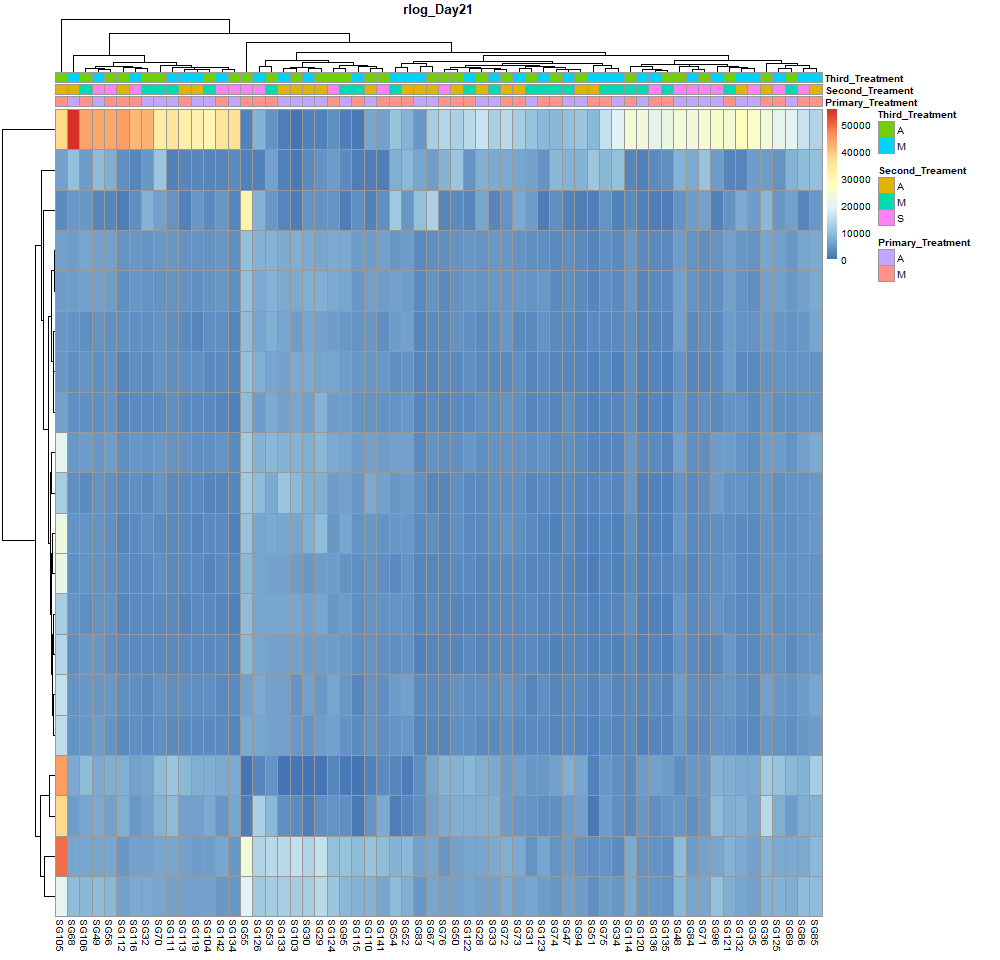 rlog_Day21
Third_Treatment
Second_Treament
Primary_Treatment
Third_Treatment
A
M
Second_Treament
A
M
S
Primary_Treatment
A
M
50000
40000
30000
20000
10000
0
SG105
SG68
SG106
SG49
SG56
SG112
SG116
SG32
SG70
SG111
SG113
SG119
SG104
SG142
SG134
SG55
SG126
SG53
SG133
SG103
SG30
SG29
SG124
SG95
SG115
SG110
SG141
SG54
SG52
SG93
SG67
SG76
SG50
SG122
SG28
SG33
SG72
SG73
SG31
SG123
SG74
SG47
SG94
SG51
SG75
SG34
SG114
SG120
SG136
SG135
SG48
SG84
SG71
SG96
SG121
SG132
SG35
SG36
SG125
SG69
SG86
SG85